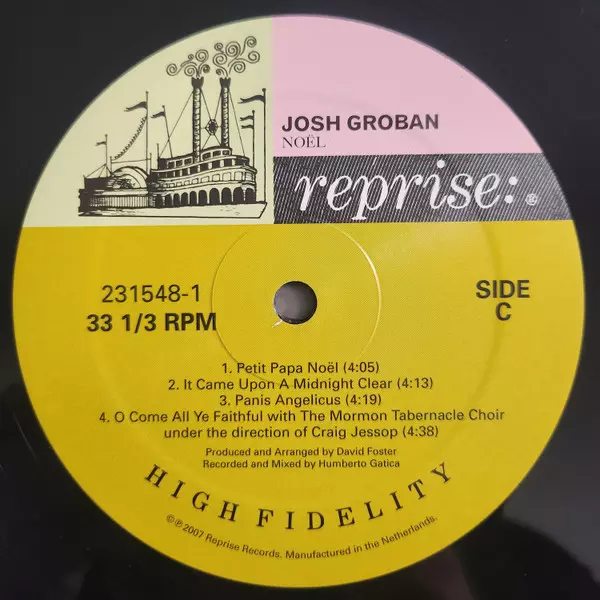 JOSH GROBAN
NOËL
reprise:®
231548-1
33 1/3 RPM
SIDE
C
1. Petit Papa Noël (4:05)
2. It Came Upon A Midnight Clear (4:13)
3. Panis Angelicus (4:19)
4. O Come All Ye Faithful with The Mormon Tabernacle Choir
under the direction of Craig Jessop (4:38)
Produced and Arranged by David Foster
Recorded and Mixed by Humberto Gatica
HIGH FIDELITY
©℗2007 Reprise Records. Manufactured in the Netherlands.